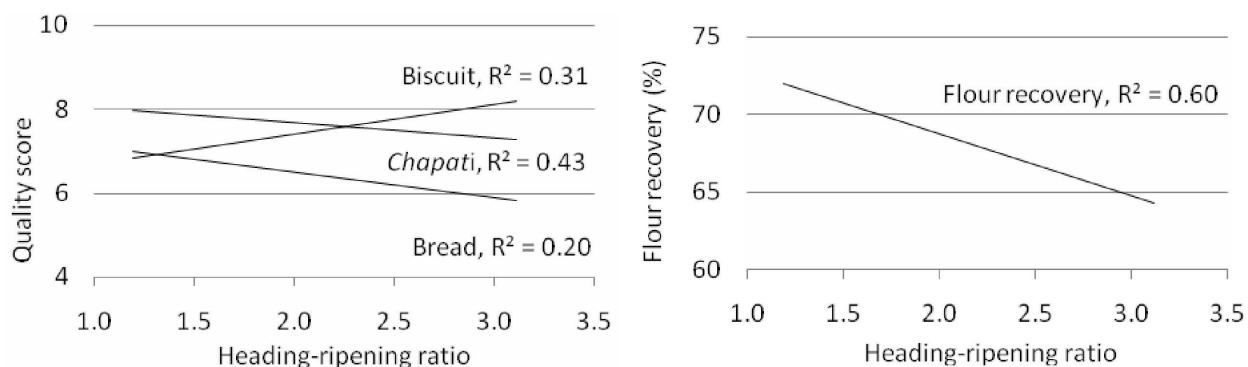 10
8
6
4
Quality score
Biscuit, R² = 0.31
Chapati, R² = 0.43
Bread, R² = 0.20
1.0 1.5 2.0 2.5 3.0 3.5
Heading-ripening ratio
75
70
65
60
Flour recovery (%)
Flour recovery, R² = 0.60
1.0 1.5 2.0 2.5 3.0 3.5
Heading-ripening ratio